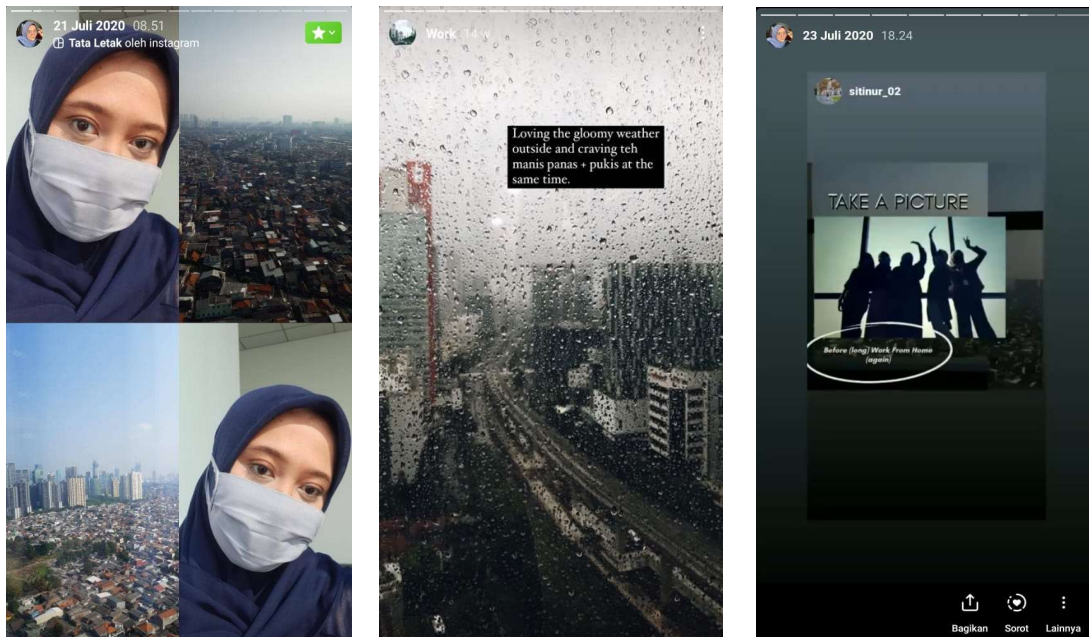 21 Juli 2020 08.51
Tata Letak oleh instagram
Work 14 w
Loving the gloomy weather
outside and craving teh
manis panas + pukis at the
same time.
23 Juli 2020 18.24
sitinur_02
TAKE A PICTURE
Before (long) Work From Home
(again)
Bagikan Sorot Lainnya